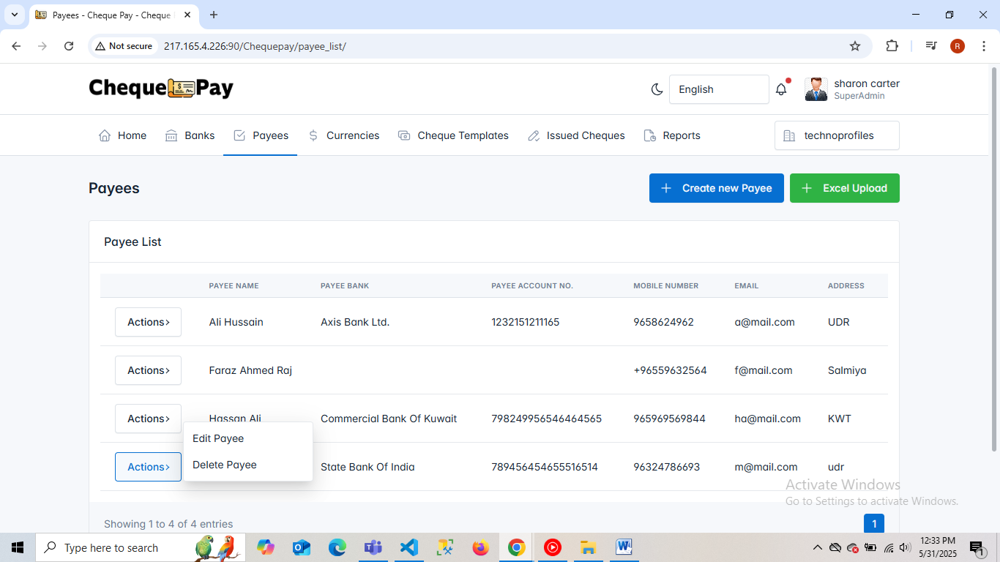 Payees - Cheque Pay - Cheque
Not secure 217.165.4.226:90/Chequepay/payee_list/ R
Cheque Pay
English
sharon carter
SuperAdmin
Home Banks Payees Currencies Cheque Templates Issued Cheques Reports technoprofiles
Payees
Create new Payee Excel Upload
Payee List
PAYEE NAME PAYEE BANK PAYEE ACCOUNT NO. MOBILE NUMBER EMAIL ADDRESS
Actions› Ali Hussain Axis Bank Ltd. 1232151211165 9658624962 a@mail.com UDR
Actions› Faraz Ahmed Raj +96559632564 f@mail.com Salmiya
Actions› Hassan Ali Commercial Bank Of Kuwait 798249956546464565 965969569844 ha@mail.com KWT
Edit Payee
Delete Payee
Actions› State Bank Of India 789456454655516514 96324786693 m@mail.com udr
Activate Windows
Go to Settings to activate Windows.
Showing 1 to 4 of 4 entries 1
Type here to search
12:33 PM
5/31/2025
1